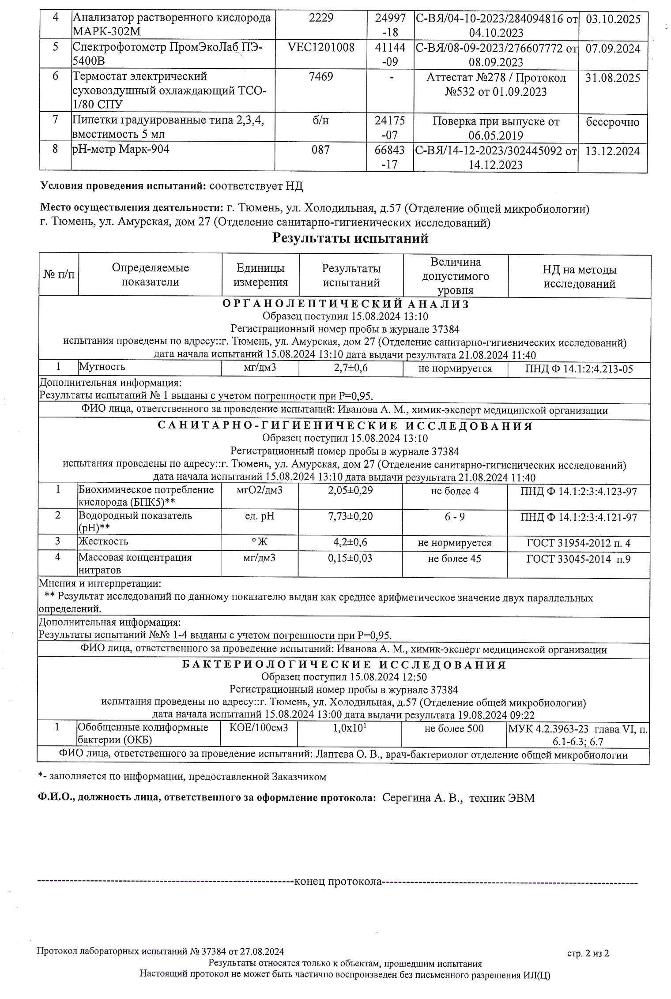 4 Анализатор растворенного кислорода 2229 24997 С-ВЯ/04-10-2023/284094816 от 03.10.2025
МАРК-302М -18 04.10.2023
5 Спектрофотометр ПромЭкоЛаб ПЭ- VEC1201008 41144 С-ВЯ/08-09-2023/276607772 от 07.09.2024
5400В -09 08.09.2023
6 Термостат электрический 7469 - Аттестат №278 / Протокол 31.08.2025
суховоздушный охлаждающий ТСО- №532 от 01.09.2023
1/80 СПУ
7 Пипетки градуированные типа 2,3,4, б/н 24175 Поверка при выпуске от бессрочно
вместимость 5 мл -07 06.05.2019
8 pH-метр Марк-904 087 66843 С-ВЯ/14-12-2023/302445092 от 13.12.2024
-17 14.12.2023
Условия проведения испытаний: соответствует НД
Место осуществления деятельности: г. Тюмень, ул. Холодильная, д.57 (Отделение общей микробиологии)
г. Тюмень, ул. Амурская, дом 27 (Отделение санитарно-гигиенических исследований)
Результаты испытаний
№ п/п Определяемые показатели Единицы измерения Результаты испытаний Величина допустимого уровня НД на методы исследований
ОРГАНОЛЕПТИЧЕСКИЙ АНАЛИЗ
Образец поступил 15.08.2024 13:10
Регистрационный номер пробы в журнале 37384
испытания проведены по адресу::г. Тюмень, ул. Амурская, дом 27 (Отделение санитарно-гигиенических исследований)
дата начала испытаний 15.08.2024 13:10 дата выдачи результата 21.08.2024 11:40
1 Мутность мг/дм3 2,7±0,6 не нормируется ПНД Ф 14.1:2:4.213-05
Дополнительная информация:
Результаты испытаний № 1 выданы с учетом погрешности при P=0,95.
ФИО лица, ответственного за проведение испытаний: Иванова А. М., химик-эксперт медицинской организации
САНИТАРНО-ГИГИЕНИЧЕСКИЕ ИССЛЕДОВАНИЯ
Образец поступил 15.08.2024 13:10
Регистрационный номер пробы в журнале 37384
испытания проведены по адресу::г. Тюмень, ул. Амурская, дом 27 (Отделение санитарно-гигиенических исследований)
дата начала испытаний 15.08.2024 13:10 дата выдачи результата 21.08.2024 11:40
1 Биохимическое потребление мгО2/дм3 2,05±0,29 не более 4 ПНД Ф 14.1:2:3:4.123-97
кислорода (БПК5)**
2 Водородный показатель ед. pH 7,73±0,20 6 - 9 ПНД Ф 14.1:2:3:4.121-97
(pH)**
3 Жесткость °Ж 4,2±0,6 не нормируется ГОСТ 31954-2012 п. 4
4 Массовая концентрация мг/дм3 0,15±0,03 не более 45 ГОСТ 33045-2014 п.9
нитратов
Мнения и интерпретации:
** Результат исследований по данному показателю выдан как среднее арифметическое значение двух параллельных
определений.
Дополнительная информация:
Результаты испытаний №№ 1-4 выданы с учетом погрешности при P=0,95.
ФИО лица, ответственного за проведение испытаний: Иванова А. М., химик-эксперт медицинской организации
БАКТЕРИОЛОГИЧЕСКИЕ ИССЛЕДОВАНИЯ
Образец поступил 15.08.2024 12:50
Регистрационный номер пробы в журнале 37384
испытания проведены по адресу::г. Тюмень, ул. Холодильная, д.57 (Отделение общей микробиологии)
дата начала испытаний 15.08.2024 13:00 дата выдачи результата 19.08.2024 09:22
1 Обобщенные колиформные КОЕ/100см3 1,0x10¹ не более 500 МУК 4.2.3963-23 глава VI, п.
бактерии (ОКБ) 6.1-6.3; 6.7
ФИО лица, ответственного за проведение испытаний: Лаптева О. В., врач-бактериолог отделение общей микробиологии
*- заполняется по информации, предоставленной Заказчиком
Ф.И.О., должность лица, ответственного за оформление протокола: Серегина А. В., техник ЭВМ
----------------------------------------------------------------конец протокола----------------------------------------------------------------
Протокол лабораторных испытаний № 37384 от 27.08.2024 стр. 2 из 2
Результаты относятся только к объектам, прошедшим испытания
Настоящий протокол не может быть частично воспроизведен без письменного разрешения ИЛ(Ц)